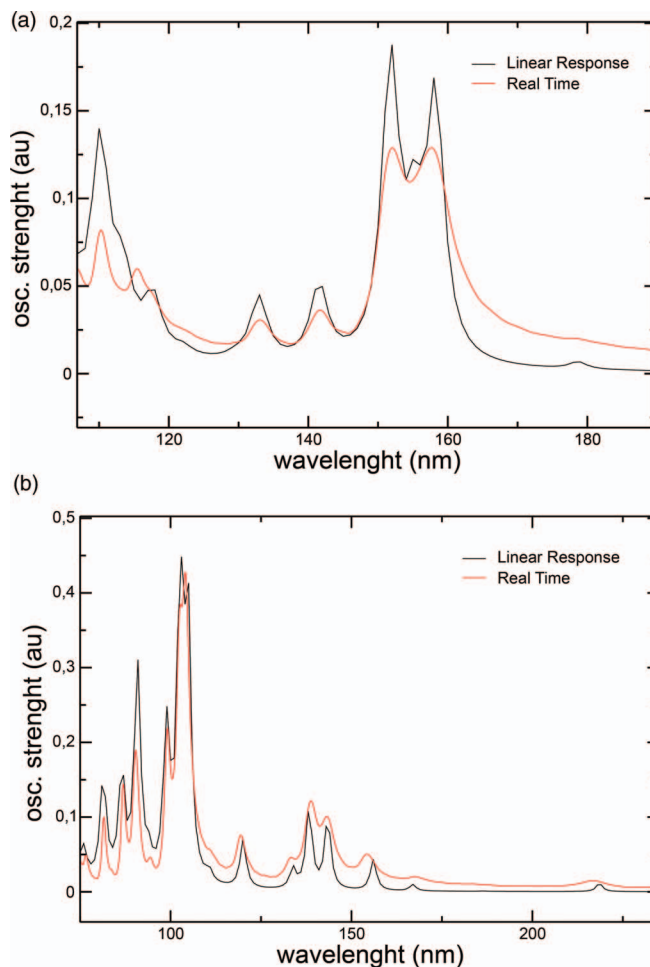 (a)
0,2
0,15
0,1
0,05
0
osc. strenght (au)
Linear Response
Real Time
120 140 160 180
wavelenght (nm)
(b)
0,5
0,4
0,3
0,2
0,1
0
osc. strenght (au)
Linear Response
Real Time
100 150 200
wavelenght (nm)